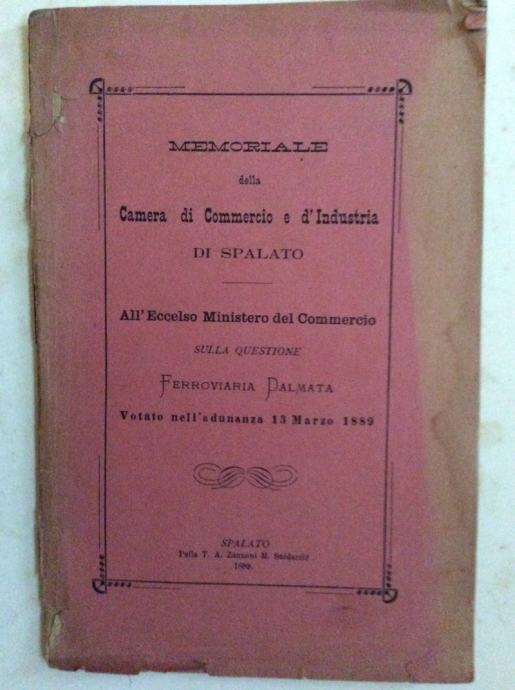 MEMORIALE
della
Camera di Commercio e d'Industria
DI SPALATO
All'Eccelso Ministero del Commercio
SULLA QUESTIONE
FERROVIARIA DALMATA
Votato nell'adunanza 13 Marzo 1889
SPALATO
T. A. Zannoni M.
1889.